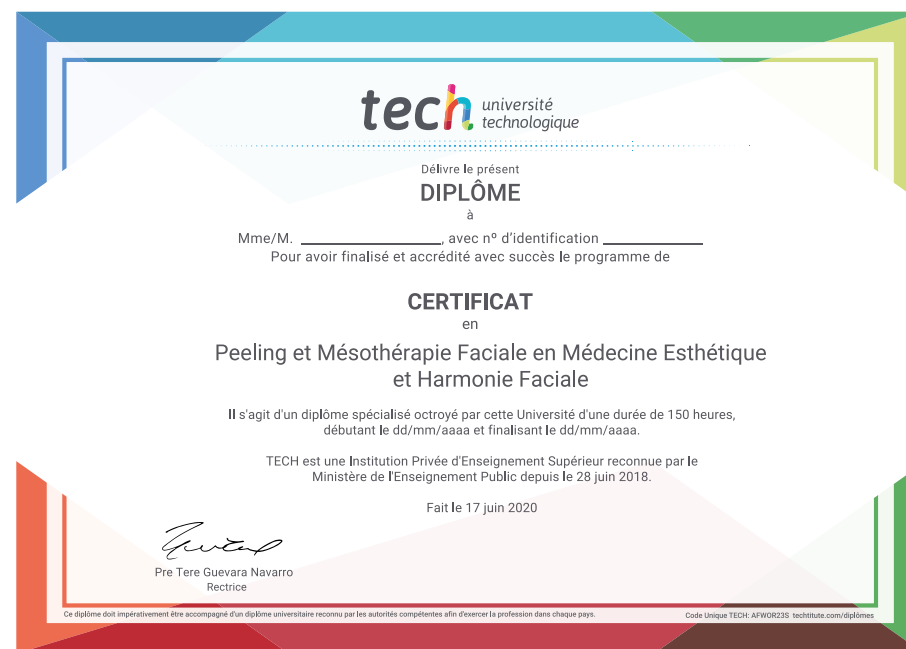 tech université
technologique
Délivre le présent
DIPLÔME
à
Mme/M. ____________________, avec nº d'identification ______________
Pour avoir finalisé et accrédité avec succès le programme de
CERTIFICAT
en
Peeling et Mésothérapie Faciale en Médecine Esthétique
et Harmonie Faciale
Il s'agit d'un diplôme spécialisé octroyé par cette Université d'une durée de 150 heures,
débutant le dd/mm/aaaa et finalisant le dd/mm/aaaa.
TECH est une Institution Privée d'Enseignement Supérieur reconnue par le
Ministère de l'Enseignement Public depuis le 28 juin 2018.
Fait le 17 juin 2020
Pre Tere Guevara Navarro
Rectrice
Ce diplôme doit impérativement être accompagné d'un diplôme universitaire reconnu par les autorités compétentes afin d'exercer la profession dans chaque pays.
Code Unique TECH: AFWOR23S techtitute.com/diplômes